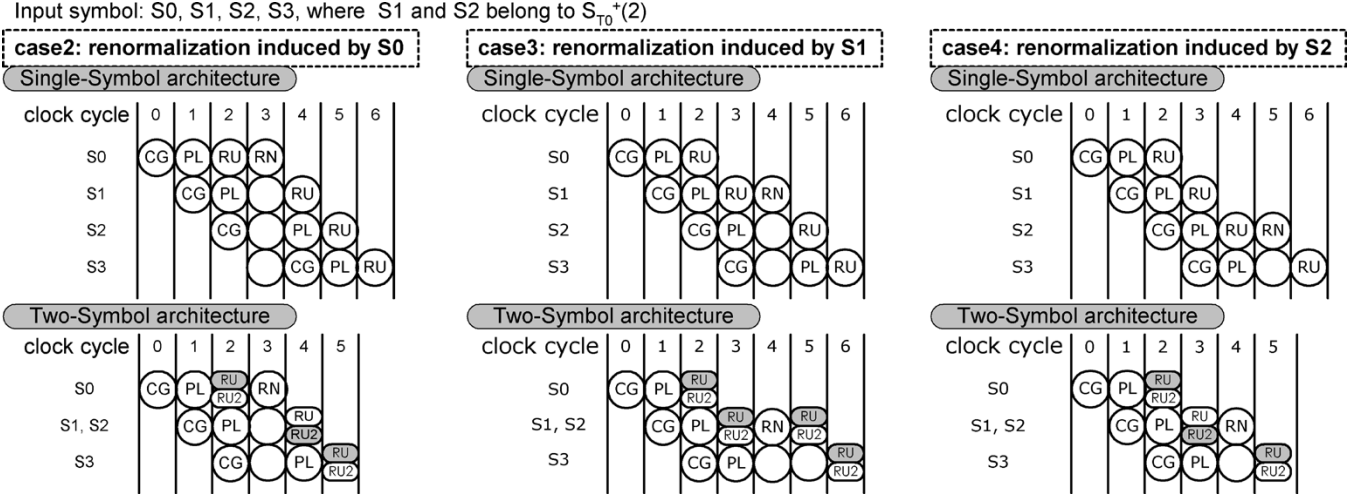 Input symbol: S0, S1, S2, S3, where S1 and S2 belong to S_T0^+(2)
case2: renormalization induced by S0
Single-Symbol architecture
clock cycle 0 1 2 3 4 5 6
S0 CG PL RU RN
S1 CG PL RU
S2 CG PL RU
S3 CG PL RU
Two-Symbol architecture
clock cycle 0 1 2 3 4 5
S0 CG PL RU RU2 RN
S1, S2 CG PL RU RU2
S3 CG PL RU RU2
case3: renormalization induced by S1
Single-Symbol architecture
clock cycle 0 1 2 3 4 5 6
S0 CG PL RU
S1 CG PL RU RN
S2 CG PL RU
S3 CG PL RU
Two-Symbol architecture
clock cycle 0 1 2 3 4 5 6
S0 CG PL RU RU2
S1, S2 CG PL RU RU2 RN RU RU2
S3 CG PL RU RU2
case4: renormalization induced by S2
Single-Symbol architecture
clock cycle 0 1 2 3 4 5 6
S0 CG PL RU
S1 CG PL RU
S2 CG PL RU RN
S3 CG PL RU
Two-Symbol architecture
clock cycle 0 1 2 3 4 5
S0 CG PL RU RU2
S1, S2 CG PL RU RU2 RN
S3 CG PL RU RU2